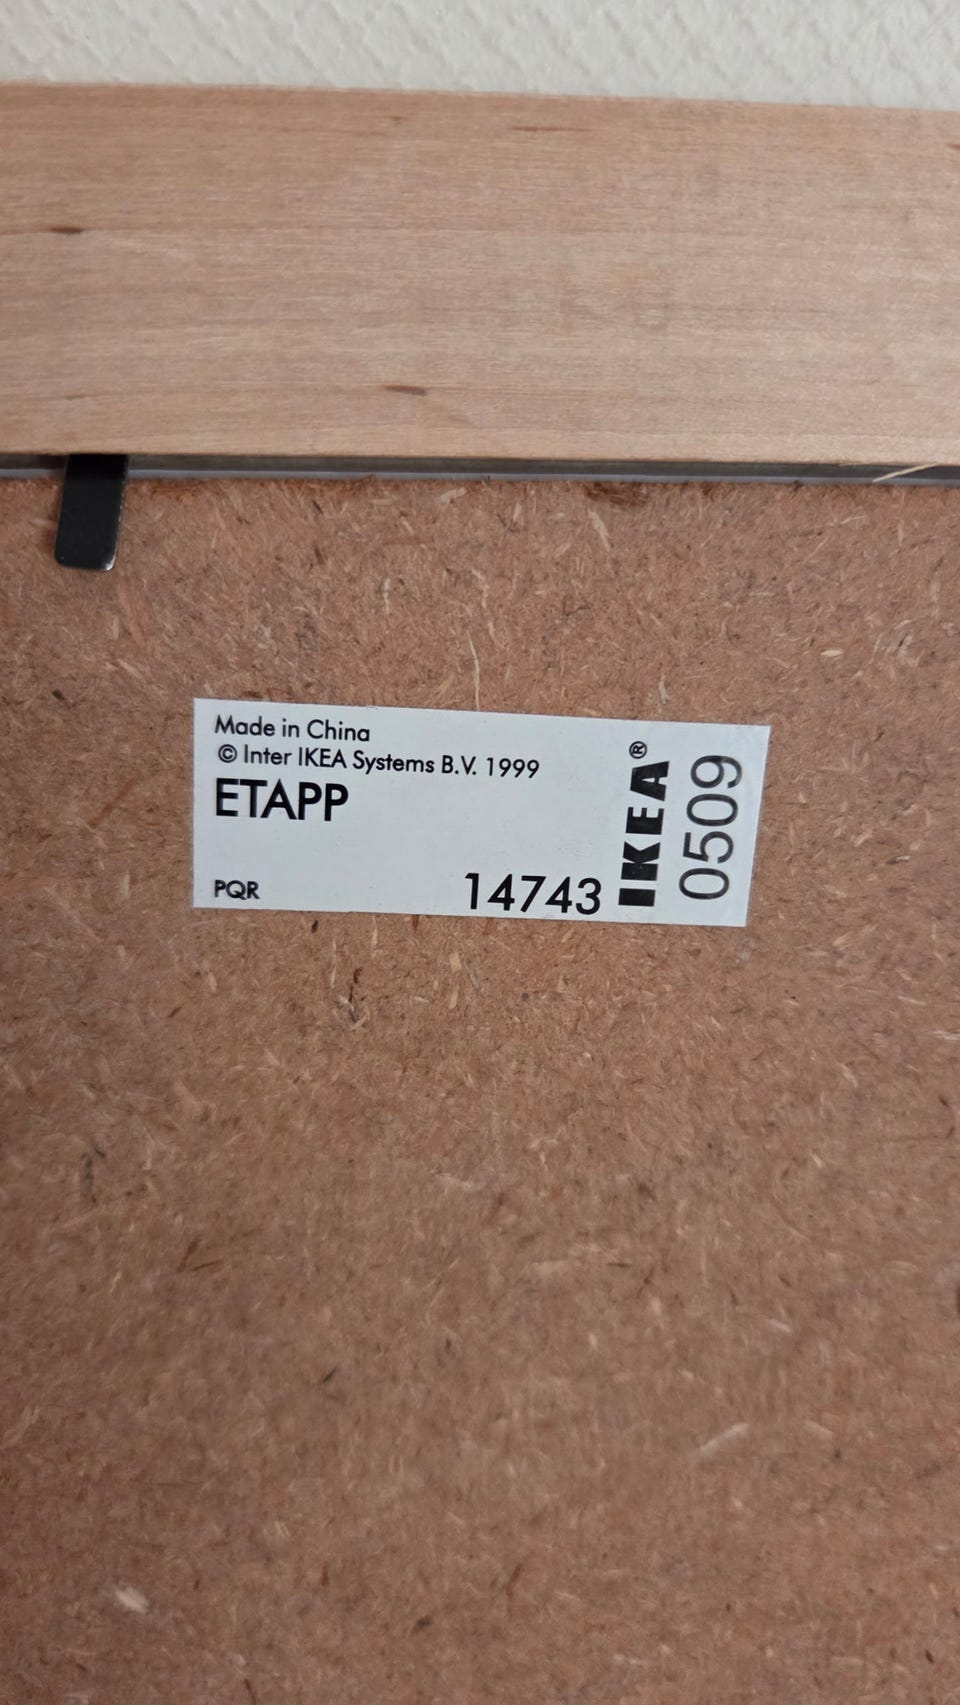 Made in China
© Inter IKEA Systems B.V. 1999
ETAPP
PQR
14743
IKEA®
0509